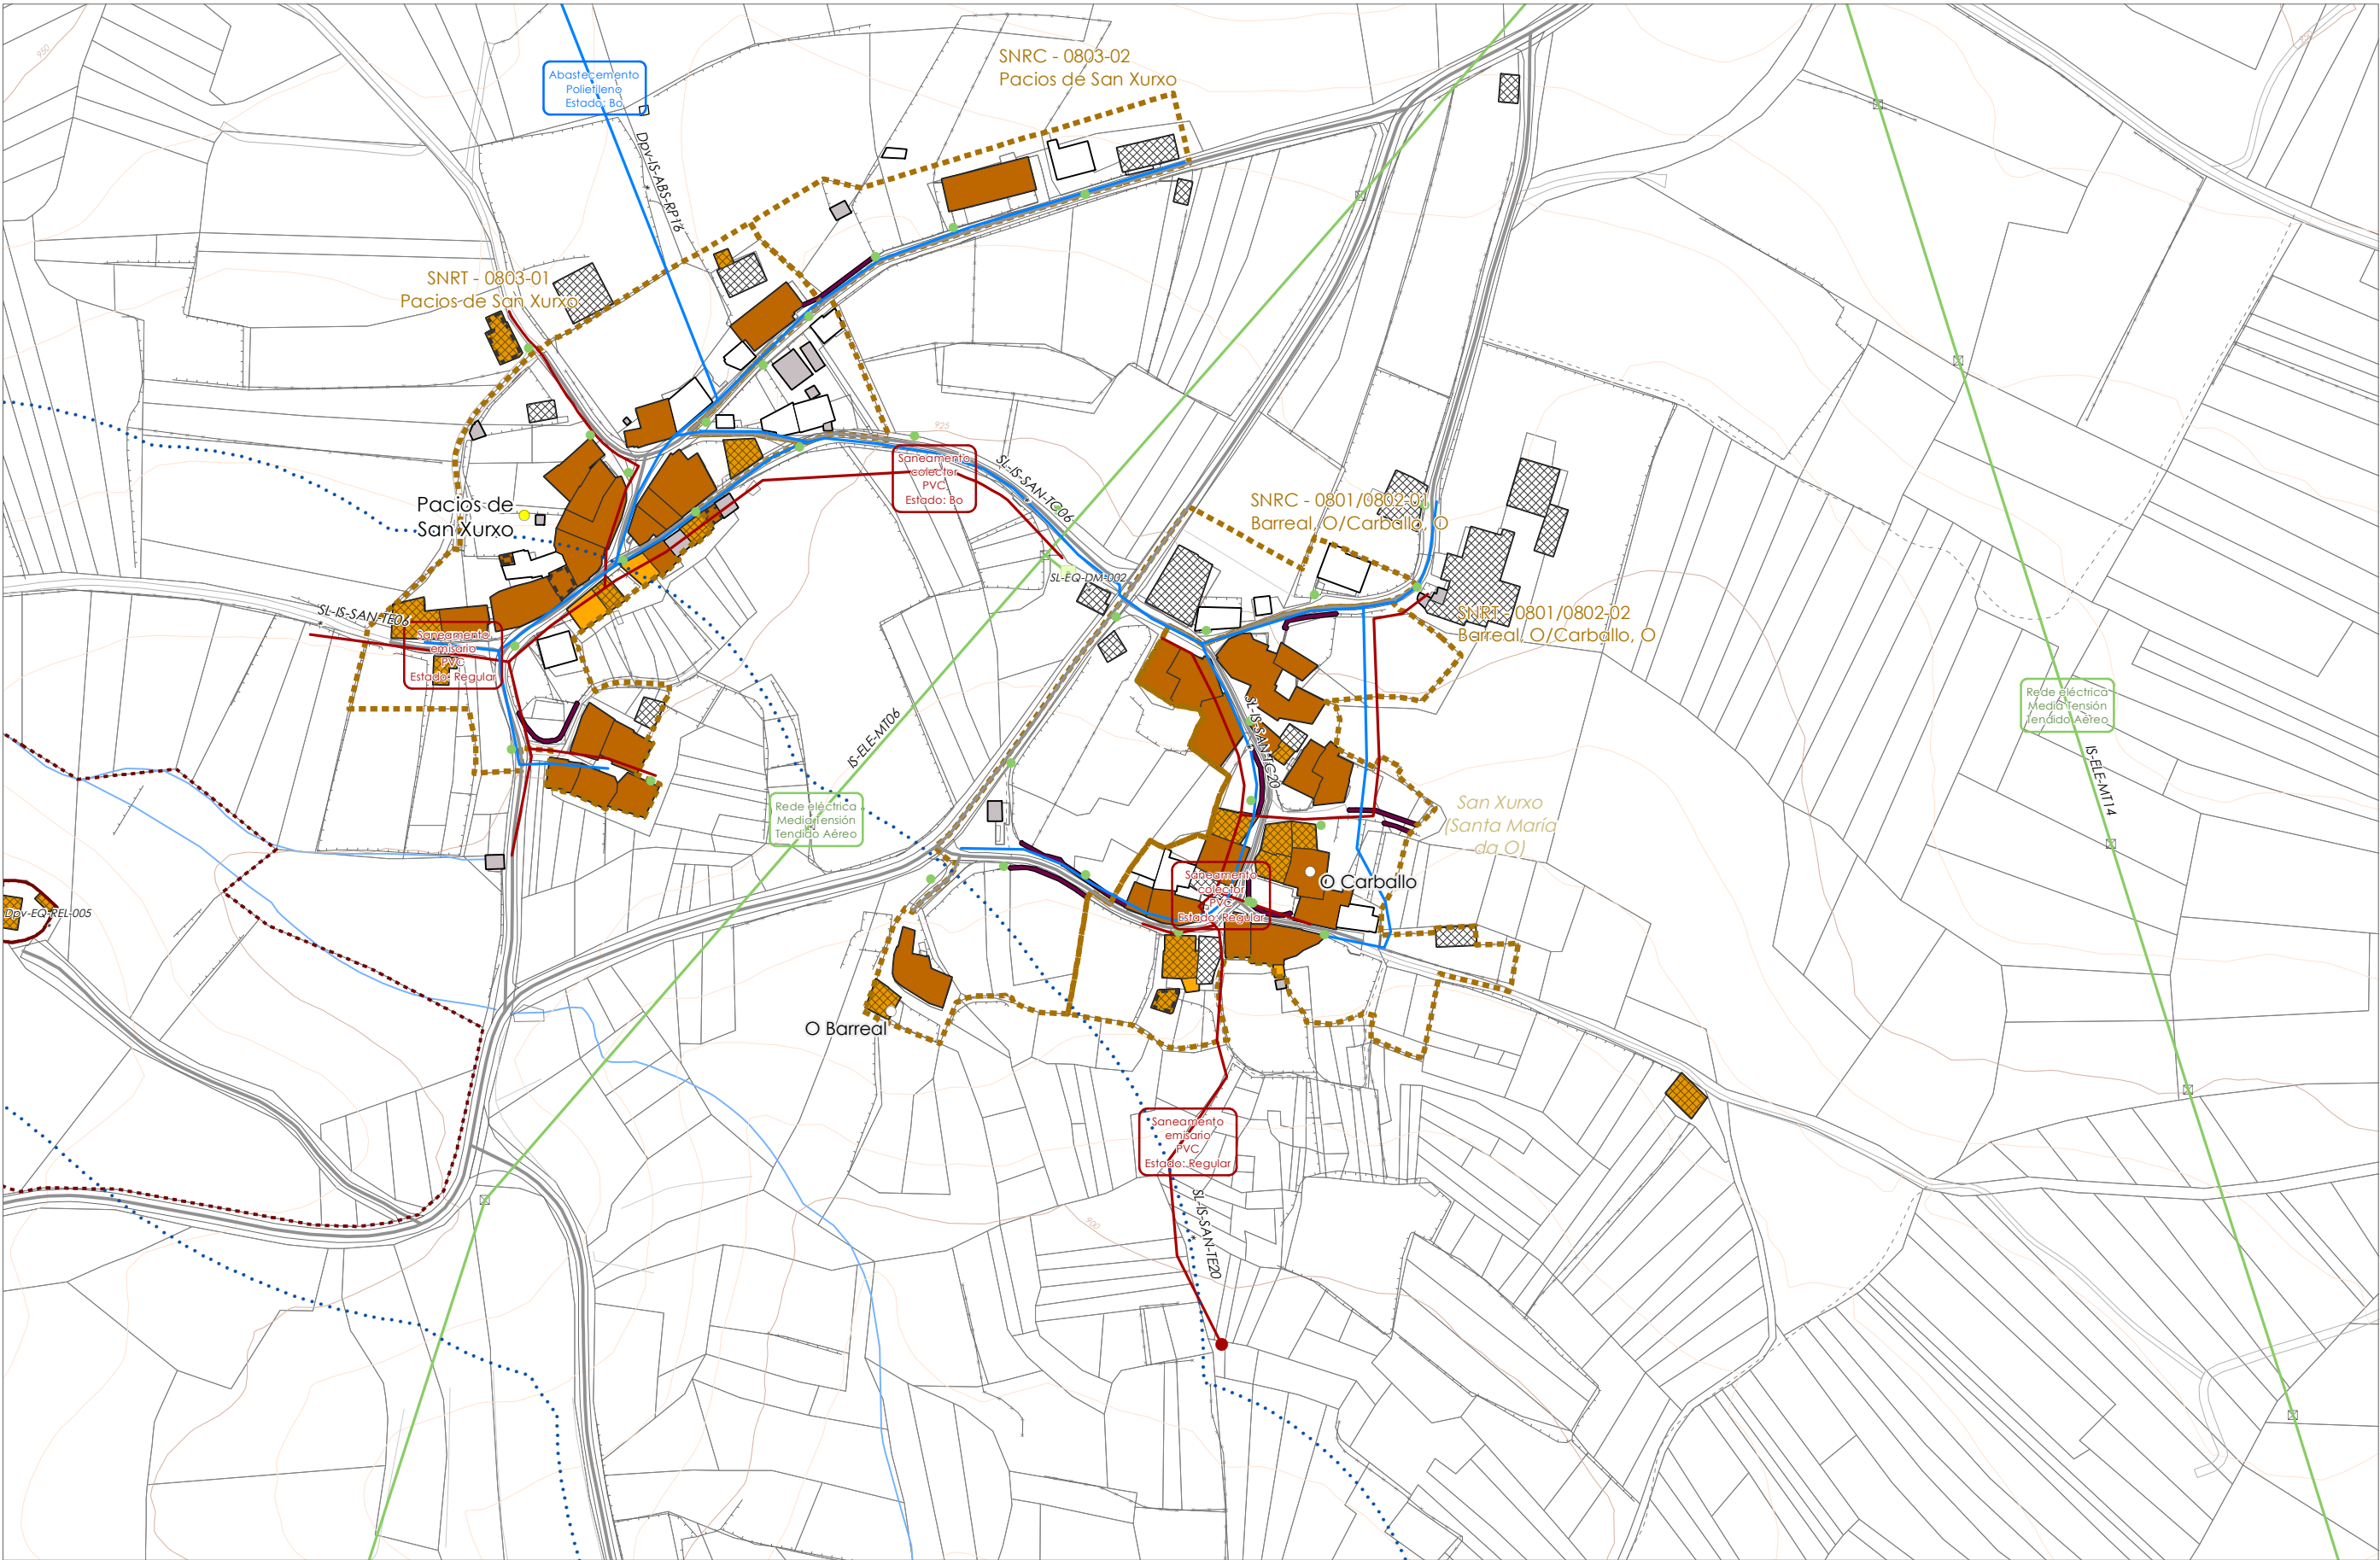 950
SNRC - 0803-02
Pacios de San Xurxo
Abastecemento
Polietileno
Estado: Bo
Dpv-IS-ABS-RP16
SNRT - 0803-01
Pacios de San Xurxo
925
Saneamento
colector
PVC
Estado: Bo
SL-IS-SAN-TC06
SNRC - 0801/0802-01
Barreal, O/Carballo, O
Pacios de
San Xurxo
SL-EQ-DM-002
SL-IS-SAN-TE06
Saneamento
emisario
PVC
Estado: Regular
SNRT - 0801/0802-02
Barreal, O/Carballo, O
IS-ELE-MT06
SL-IS-SAN-TC20
Rede eléctrica
Media Tensión
Tendido Aéreo
IS-ELE-MT14
Rede eléctrica
Media Tensión
Tendido Aéreo
San Xurxo
(Santa María
da O)
Saneamento
colector
PVC
Estado: Regular
O Carballo
Dpv-EQ-REL-005
O Barreal
Saneamento
emisario
PVC
Estado: Regular
SL-IS-SAN-TE20
900